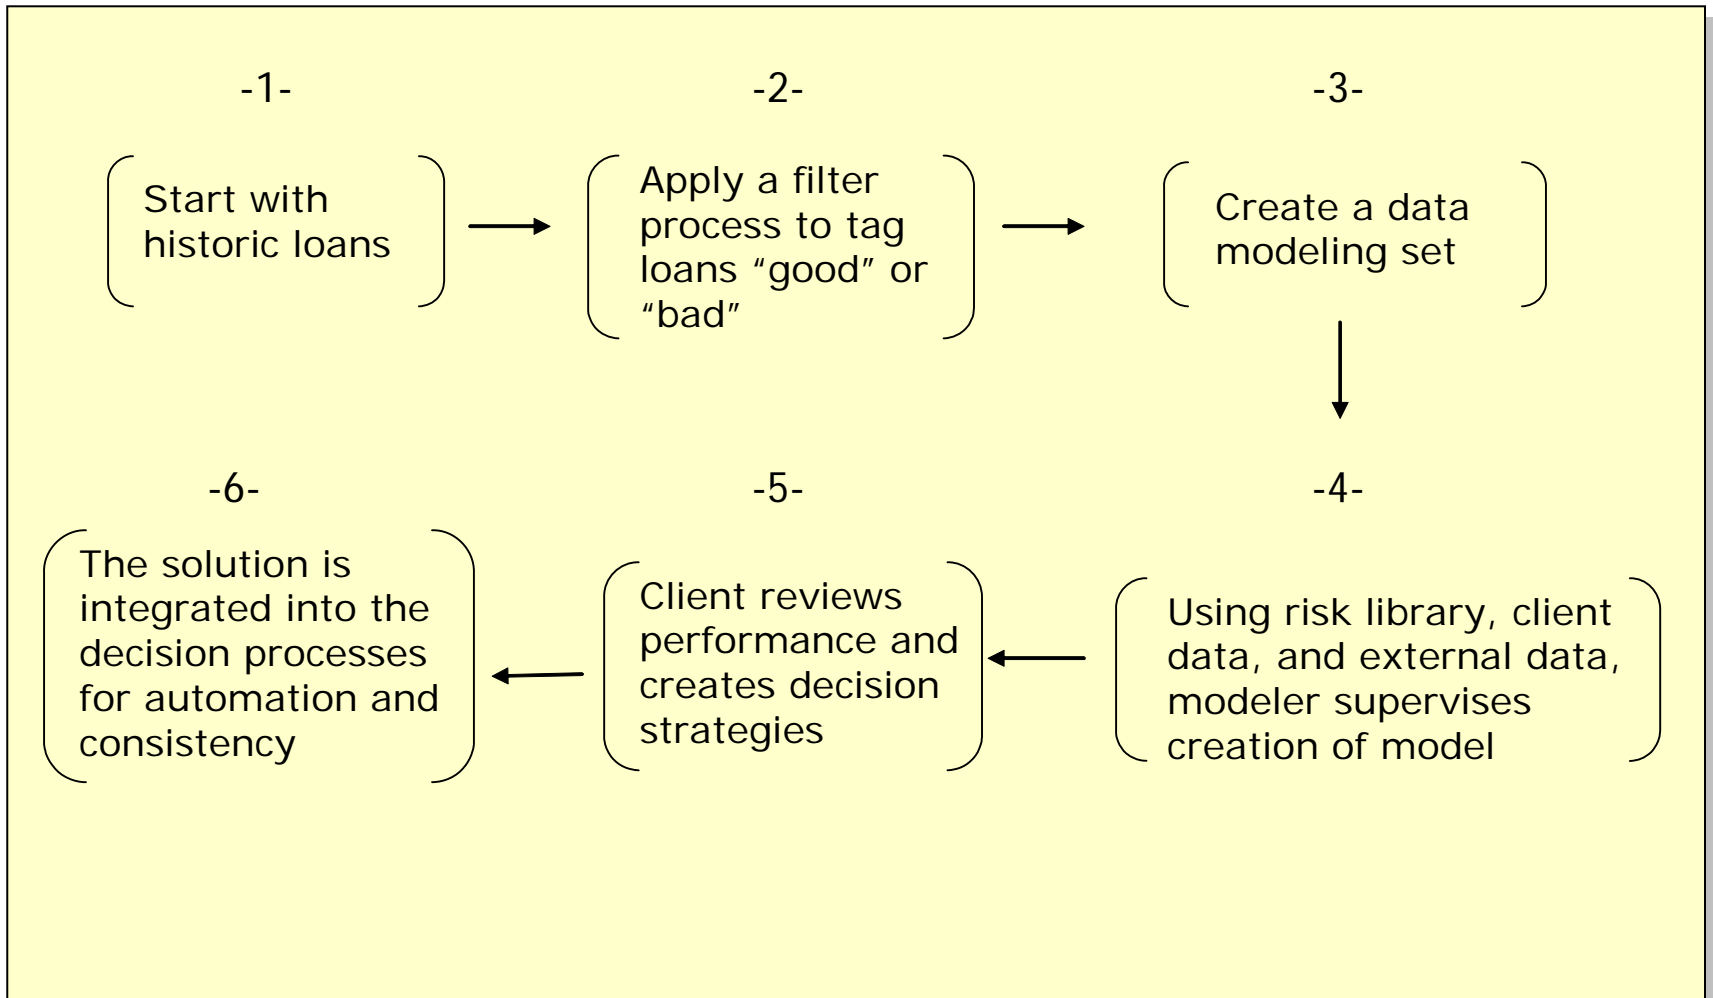 -1-
Start with
historic loans
-2-
Apply a filter
process to tag
loans “good” or
“bad”
-3-
Create a data
modeling set
-4-
Using risk library, client
data, and external data,
modeler supervises
creation of model
-5-
Client reviews
performance and
creates decision
strategies
-6-
The solution is
integrated into the
decision processes
for automation and
consistency